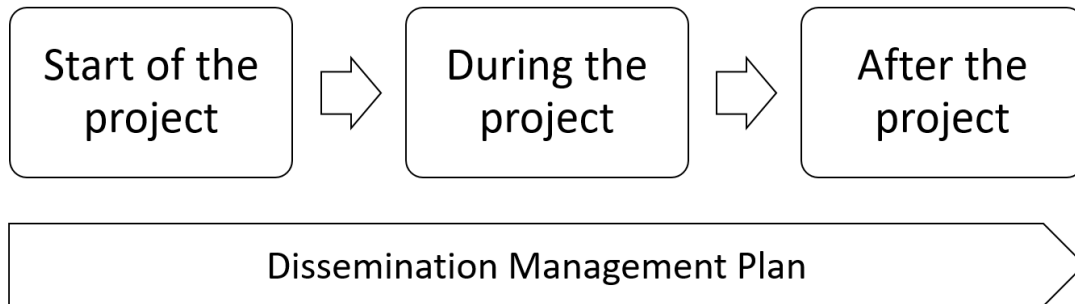 Start of the
project
During the
project
After the
project
Dissemination Management Plan